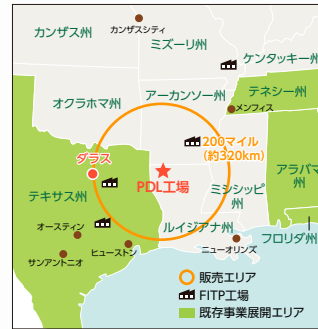 カンザス州
カンザスシティ
ミズーリ州
ケンタッキー州
オクラホマ州
アーカンソー州
テネシー州
メンフィス
200マイル
(約320km)
ダラス
PDL工場
アラバマ州
テキサス州
ミシシッピ州
オースティン
ルイジアナ州
フロリダ州
サンアントニオ
ヒューストン
ニューオリンズ
販売エリア
FITP工場
既存事業展開エリア